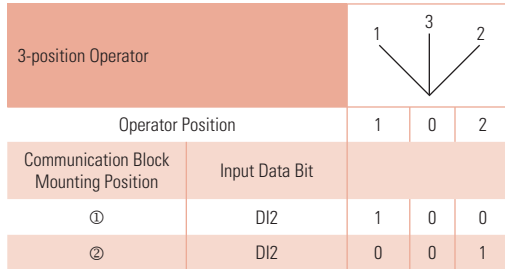 3-position Operator
1 3 2
Operator Position 1 0 2
Communication Block
Mounting Position
Input Data Bit
① DI2 1 0 0
② DI2 0 0 1